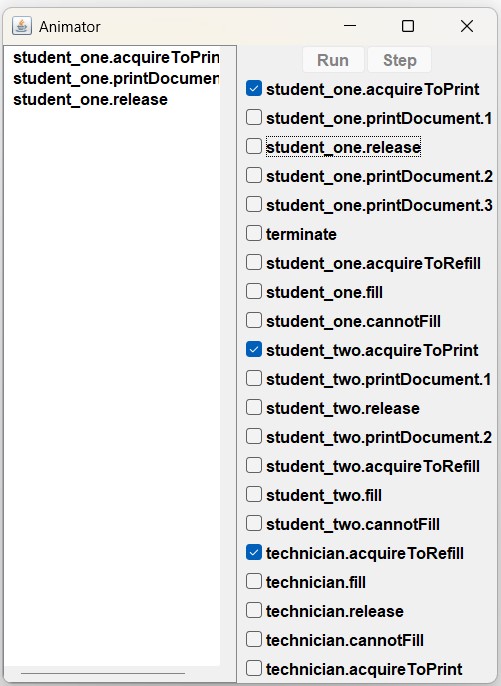 Animator
student_one.acquireToPrin
student_one.printDocumen
student_one.release
Run Step
student_one.acquireToPrint
student_one.printDocument.1
student_one.release
student_one.printDocument.2
student_one.printDocument.3
terminate
student_one.acquireToRefill
student_one.fill
student_one.cannotFill
student_two.acquireToPrint
student_two.printDocument.1
student_two.release
student_two.printDocument.2
student_two.acquireToRefill
student_two.fill
student_two.cannotFill
technician.acquireToRefill
technician.fill
technician.release
technician.cannotFill
technician.acquireToPrint